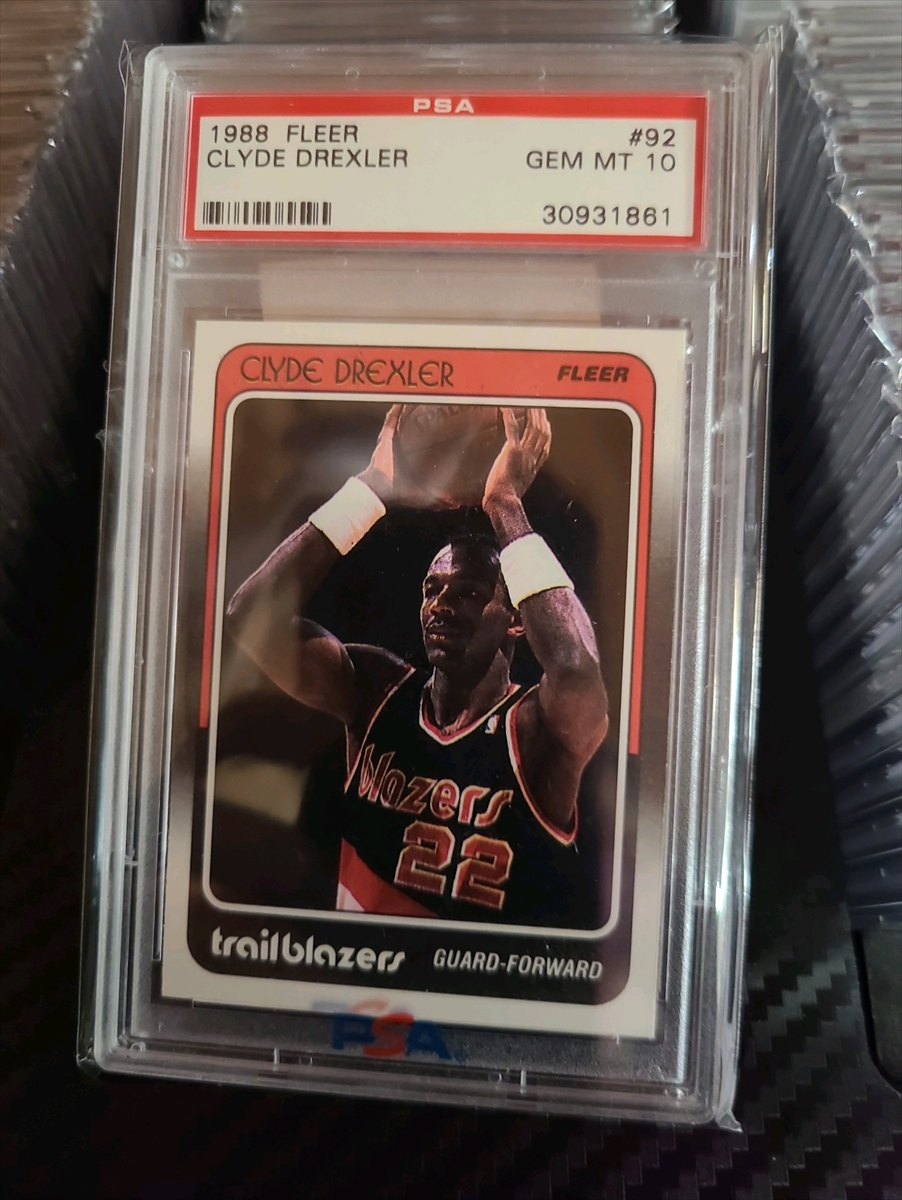 PSA
1988 FLEER #92
CLYDE DREXLER GEM MT 10
30931861
CLYDE DREXLER FLEER
blazers
22
trailblazers GUARD-FORWARD
PSA